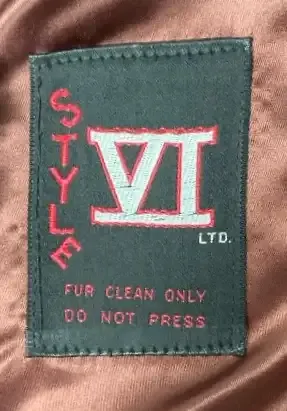 STYLE
VI
LTD.
FUR CLEAN ONLY
DO NOT PRESS